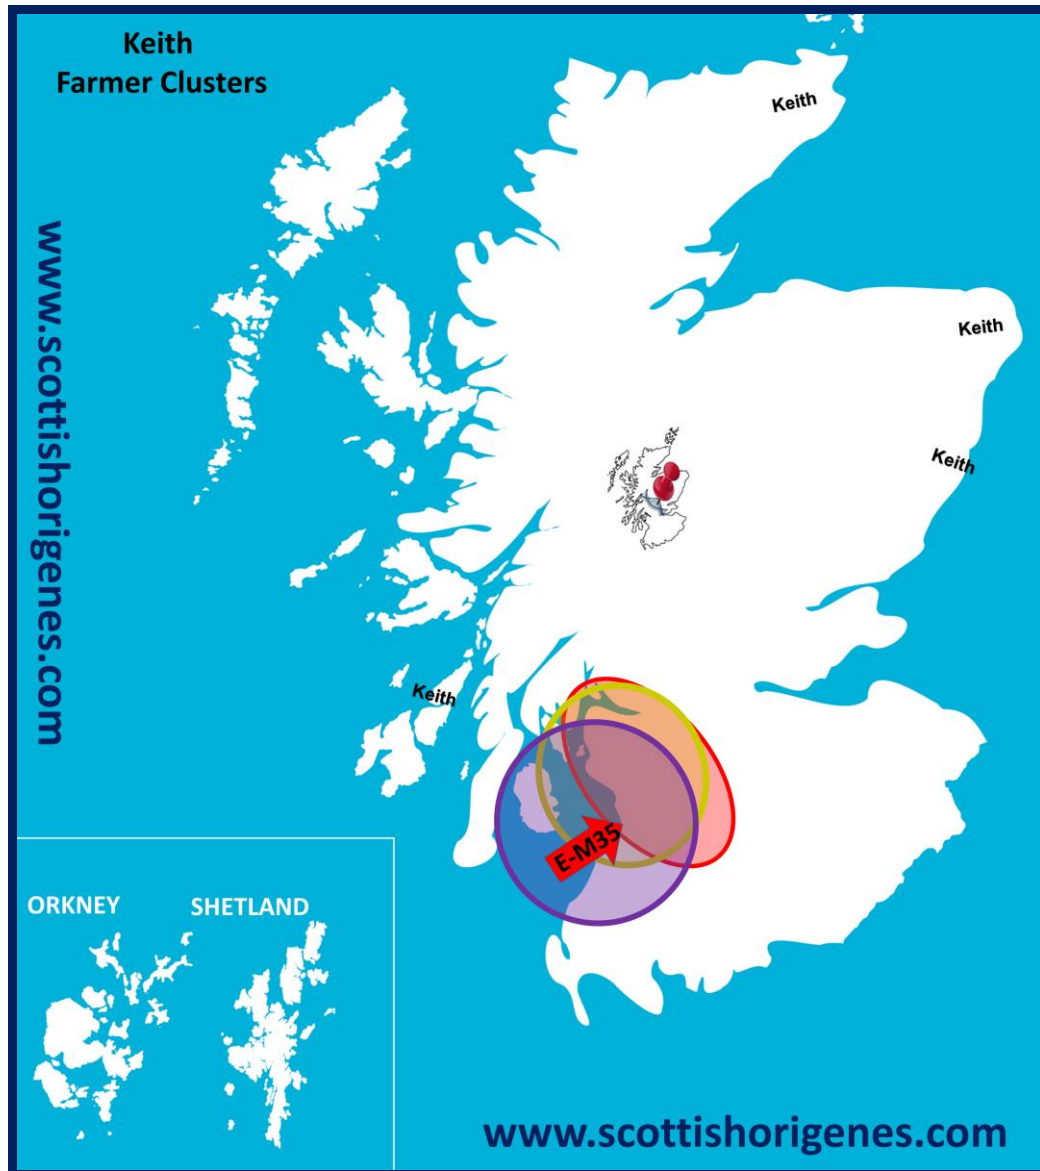 Keith
Farmer Clusters
Keith
www.scottishorigenes.com
Keith
Keith
Keith
E-M35
ORKNEY
SHETLAND
www.scottishorigenes.com